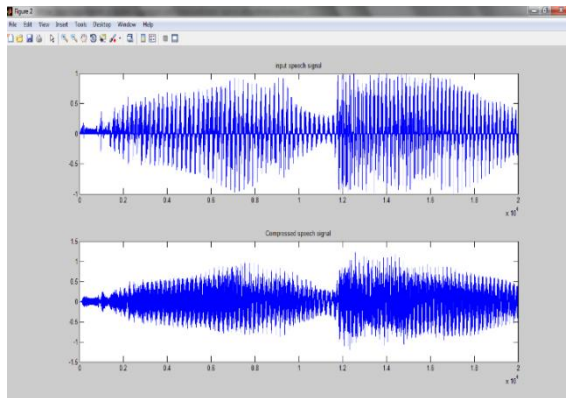 Figure 2
File Edit View Insert Tools Desktop Window Help
input speech signal
1
0.5
0
-0.5
-1
0 0.2 0.4 0.6 0.8 1 1.2 1.4 1.6 1.8 2
x 10^4
Compressed speech signal
1.5
1
0.5
0
-0.5
-1
-1.5
0 0.2 0.4 0.6 0.8 1 1.2 1.4 1.6 1.8 2
x 10^4